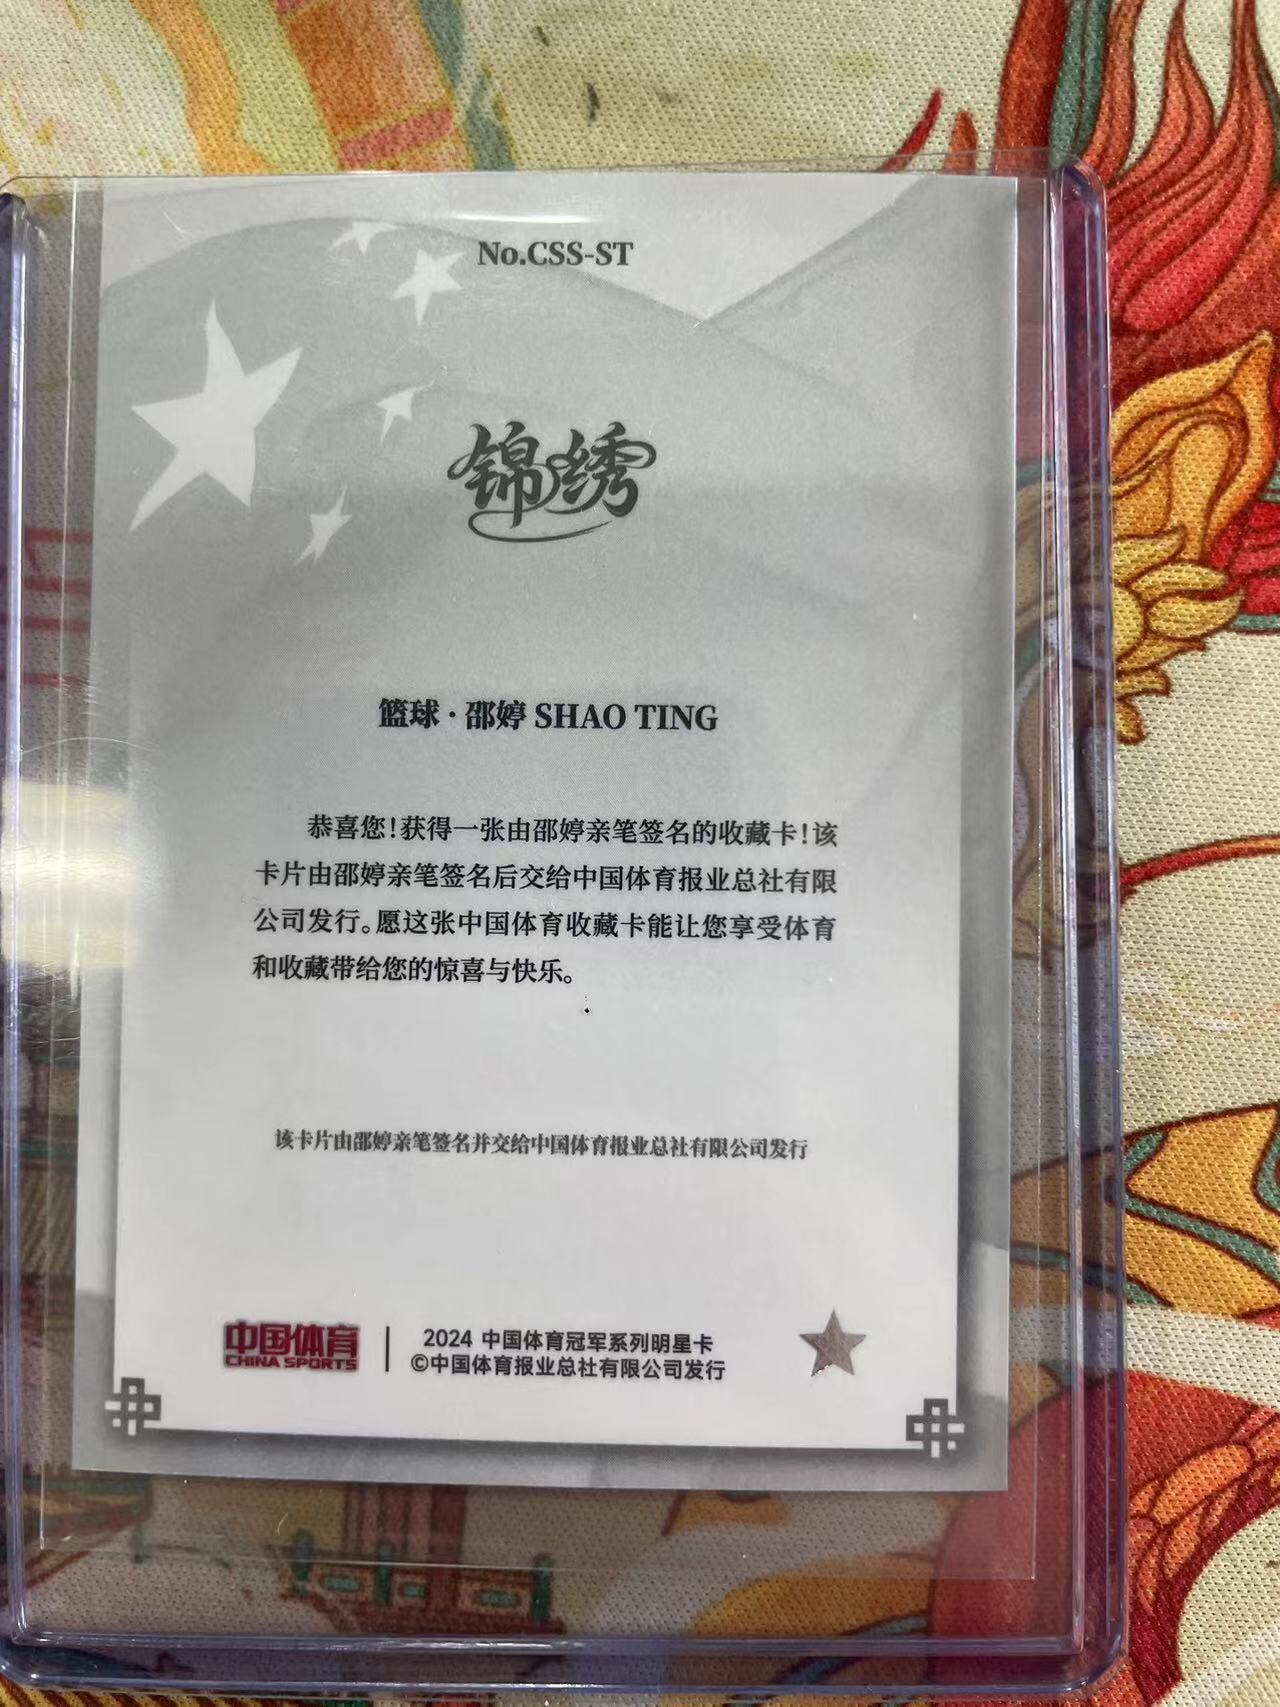 No.CSS-ST
锦绣
篮球·邵婷 SHAO TING
恭喜您！获得一张由邵婷亲笔签名的收藏卡！该
卡片由邵婷亲笔签名后交给中国体育报业总社有限
公司发行。愿这张中国体育收藏卡能让您享受体育
和收藏带给您的惊喜与快乐。
该卡片由邵婷亲笔签名并交给中国体育报业总社有限公司发行
中国体育
CHINA SPORTS
2024 中国体育冠军系列明星卡
©中国体育报业总社有限公司发行